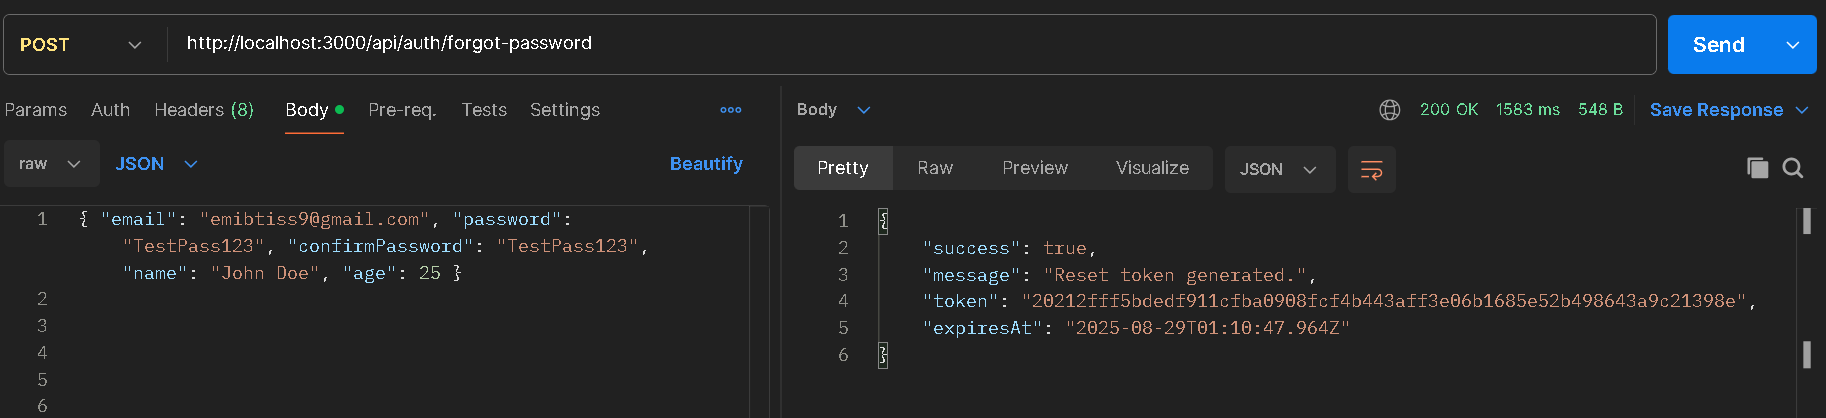 POST http://localhost:3000/api/auth/forgot-password Send
Params Auth Headers (8) Body Pre-req. Tests Settings
raw JSON Beautify
1 { "email": "emibtiss9@gmail.com", "password":
"TestPass123", "confirmPassword": "TestPass123",
"name": "John Doe", "age": 25 }
2
3
4
5
6
Body 200 OK 1583 ms 548 B Save Response
Pretty Raw Preview Visualize JSON
1 {
2 "success": true,
3 "message": "Reset token generated.",
4 "token": "20212fff5bdedf911cfba0908fcf4b443aff3e06b1685e52b498643a9c21398e",
5 "expiresAt": "2025-08-29T01:10:47.964Z"
6 }